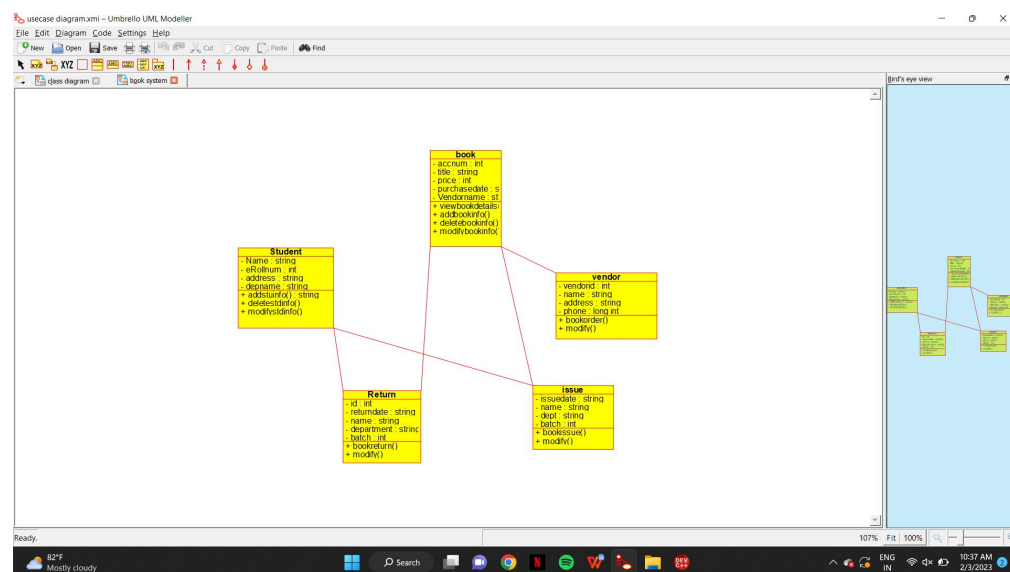 usecase diagram.xmi – Umbrello UML Modeller
File Edit Diagram Code Settings Help
New Open Save Cut Copy Paste Find
XYZ
class diagram book system
Bird's eye view
book
- accnum : int
- title : string
- price : int
- purchasedate : s
- Vendorname : st
+ viewbookdetails(
+ addbookinfo()
+ deletebookinfo()
+ modifybookinfo(
Student
- Name : string
- eRollnum : int
- address : string
- depname : string
+ addstuinfo() : string
+ deletestdinfo()
+ modifystdinfo()
vendor
- vendorid : int
- name : string
- address : string
- phone : long int
+ bookorder()
+ modify()
Return
- id : int
- returndate : string
- name : string
- department : string
- batch : int
+ bookreturn()
+ modify()
issue
- issuedate : string
- name : string
- dept : string
- batch : int
+ bookissue()
+ modify()
Ready.
107% Fit 100%
82°F
Mostly cloudy
Search
DEV
C++
ENG
IN
10:37 AM
2/3/2023
2